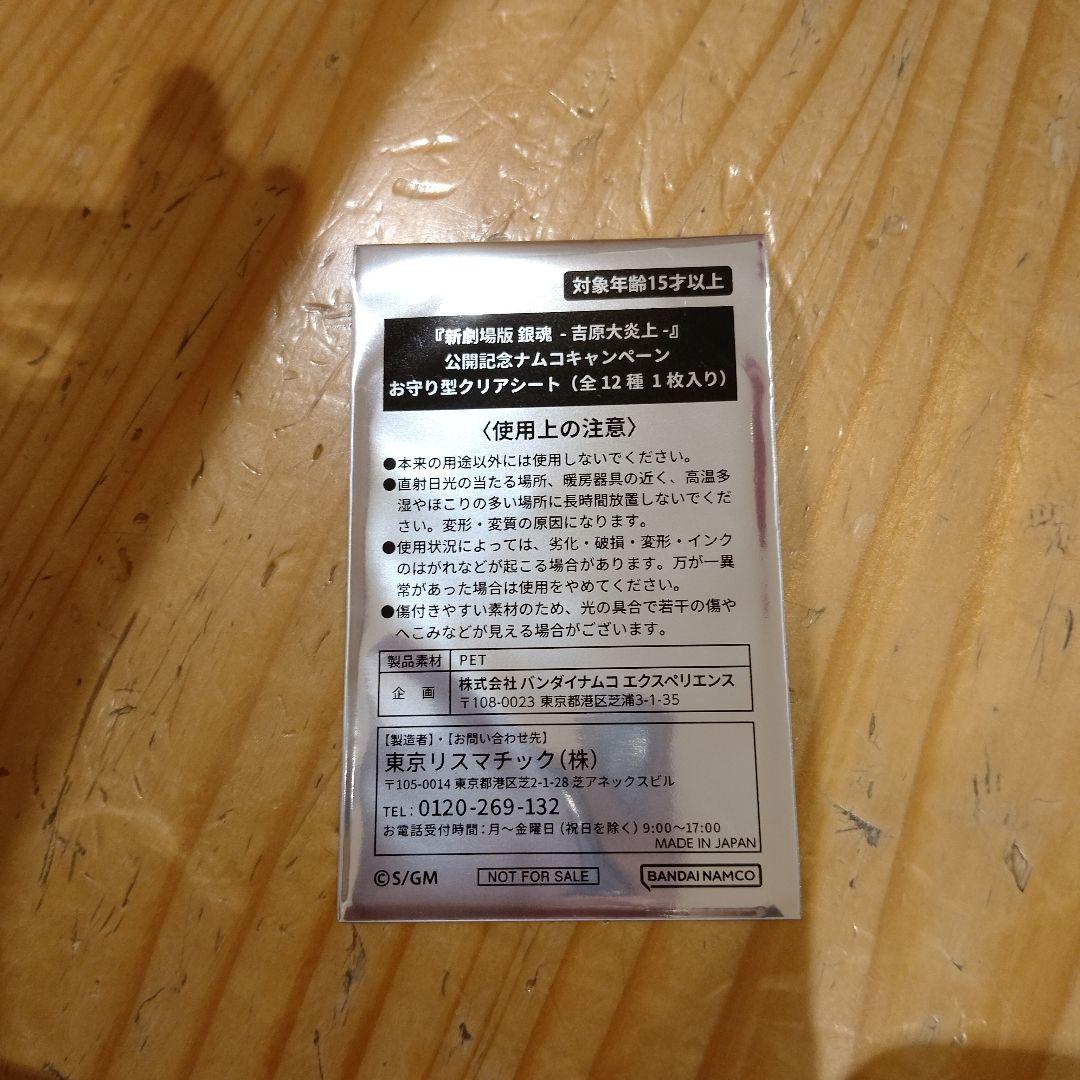 対象年齢15才以上
『新劇場版 銀魂 -吉原大炎上-』
公開記念ナムコキャンペーン
お守り型クリアシート（全12種 1枚入り）
〈使用上の注意〉
●本来の用途以外には使用しないでください。
●直射日光の当たる場所、暖房器具の近く、高温多
湿やほこりの多い場所に長時間放置しないでくだ
さい。変形・変質の原因になります。
●使用状況によっては、劣化・破損・変形・インク
のはがれなどが起こる場合があります。万が一異
常があった場合は使用をやめてください。
●傷付きやすい素材のため、光の具合で若干の傷や
へこみなどが見える場合がございます。
製品素材 PET
企 画 株式会社 バンダイナムコ エクスペリエンス
〒108-0023 東京都港区芝浦3-1-35
【製造者】・【お問い合わせ先】
東京リスマチック（株）
〒105-0014 東京都港区芝2-1-28 芝アネックスビル
TEL：0120-269-132
お電話受付時間：月～金曜日（祝日を除く）9:00～17:00
MADE IN JAPAN
©S/GM NOT FOR SALE BANDAI NAMCO